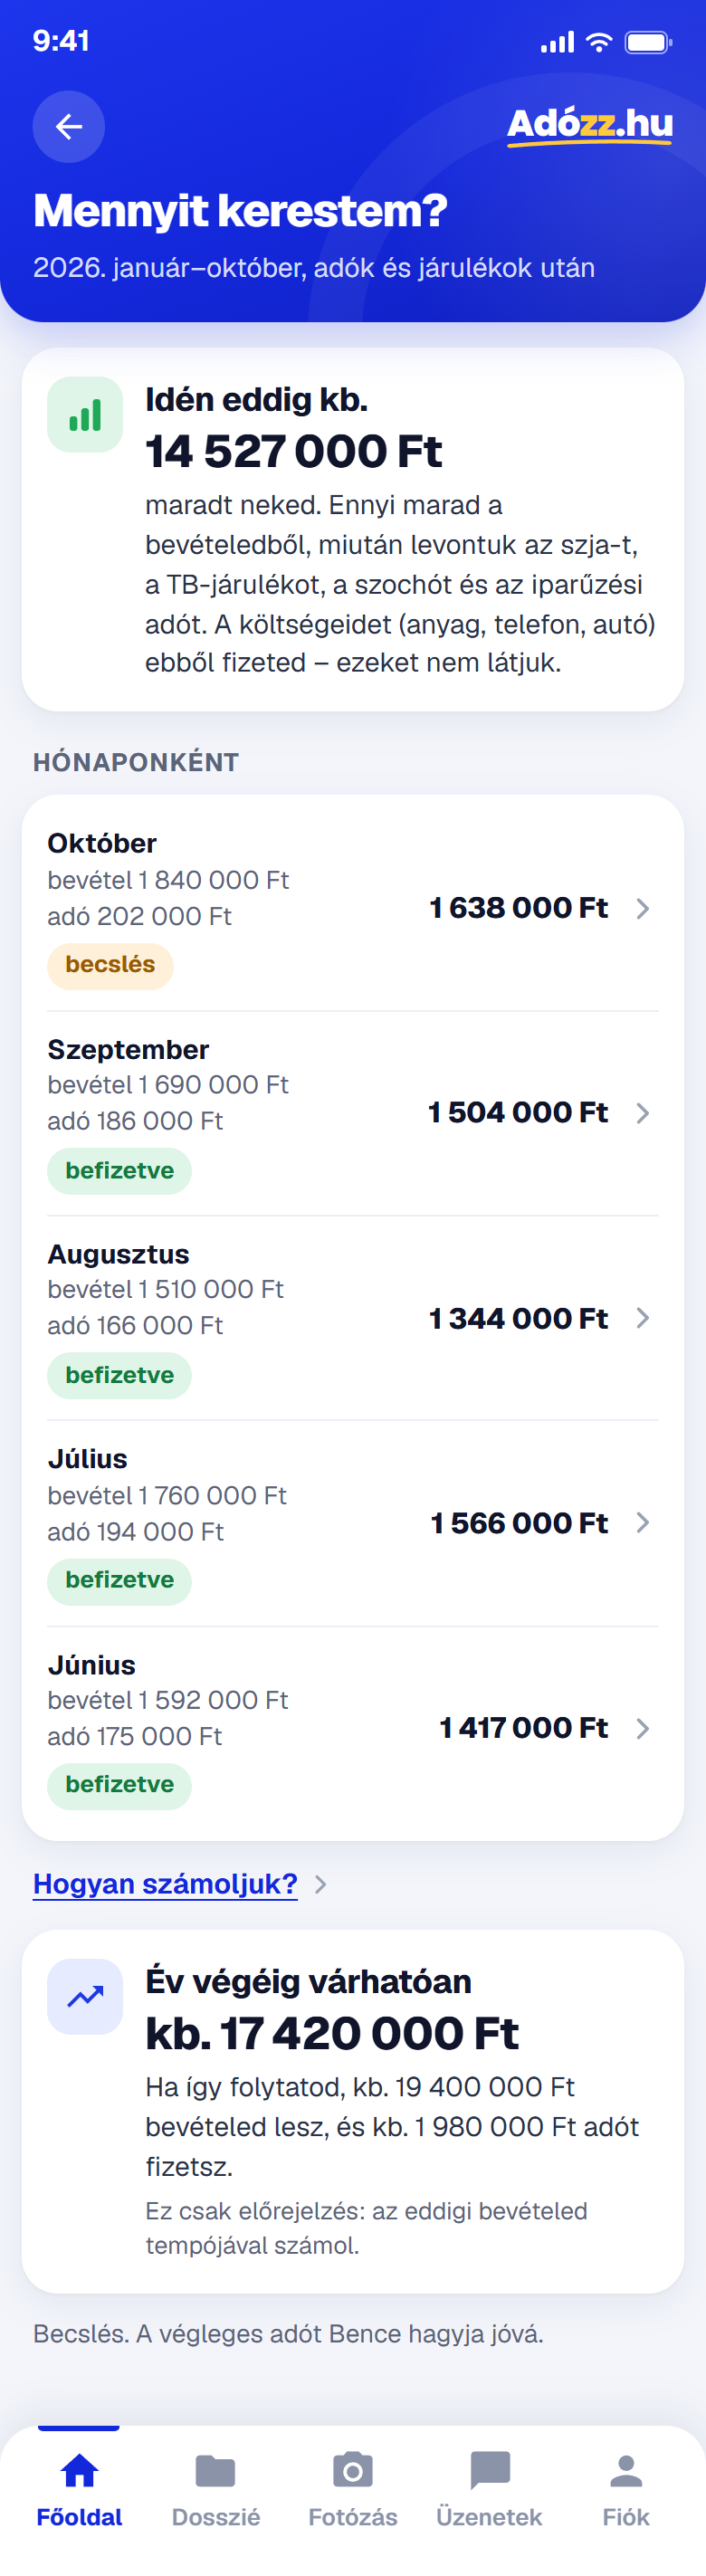 9:41
Adózz.hu
Mennyit kerestem?
2026. január–október, adók és járulékok után
Idén eddig kb.
14 527 000 Ft
maradt neked. Ennyi marad a
bevételedből, miután levontuk az szja-t,
a TB-járulékot, a szochót és az iparűzési
adót. A költségeidet (anyag, telefon, autó)
ebből fizeted – ezeket nem látjuk.
HÓNAPONKÉNT
Október
bevétel 1 840 000 Ft
adó 202 000 Ft
1 638 000 Ft
becslés
Szeptember
bevétel 1 690 000 Ft
adó 186 000 Ft
1 504 000 Ft
befizetve
Augusztus
bevétel 1 510 000 Ft
adó 166 000 Ft
1 344 000 Ft
befizetve
Július
bevétel 1 760 000 Ft
adó 194 000 Ft
1 566 000 Ft
befizetve
Június
bevétel 1 592 000 Ft
adó 175 000 Ft
1 417 000 Ft
befizetve
Hogyan számoljuk?
Év végéig várhatóan
kb. 17 420 000 Ft
Ha így folytatod, kb. 19 400 000 Ft
bevételed lesz, és kb. 1 980 000 Ft adót
fizetsz.
Ez csak előrejelzés: az eddigi bevételed
tempójával számol.
Becslés. A végleges adót Bence hagyja jóvá.
Főoldal
Dosszié
Fotózás
Üzenetek
Fiók